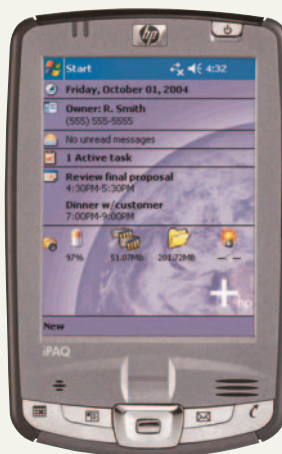 hp
Start 4:32
Friday, October 01, 2004
Owner: R. Smith
(555) 555-5555
No unread messages
1 Active task
Review final proposal
4:30PM-5:30PM
Dinner w/customer
7:00PM-9:00PM
97% 51.07MB 201.72MB
hp
New
iPAQ